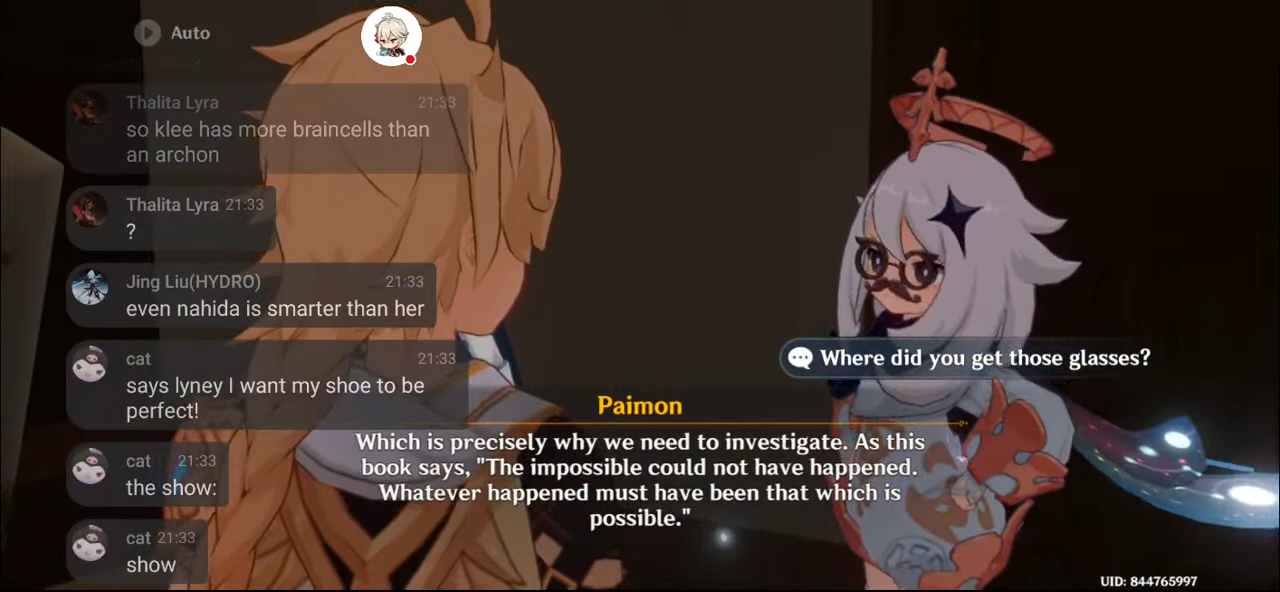 Auto
Thalita Lyra 21:33
so klee has more braincells than
an archon
Thalita Lyra 21:33
?
Jing Liu(HYDRO) 21:33
even nahida is smarter than her
cat 21:33
says lyney I want my shoe to be
perfect!
cat 21:33
the show:
cat 21:33
show
Where did you get those glasses?
Paimon
Which is precisely why we need to investigate. As this
book says, "The impossible could not have happened.
Whatever happened must have been that which is
possible."
UID: 844765997